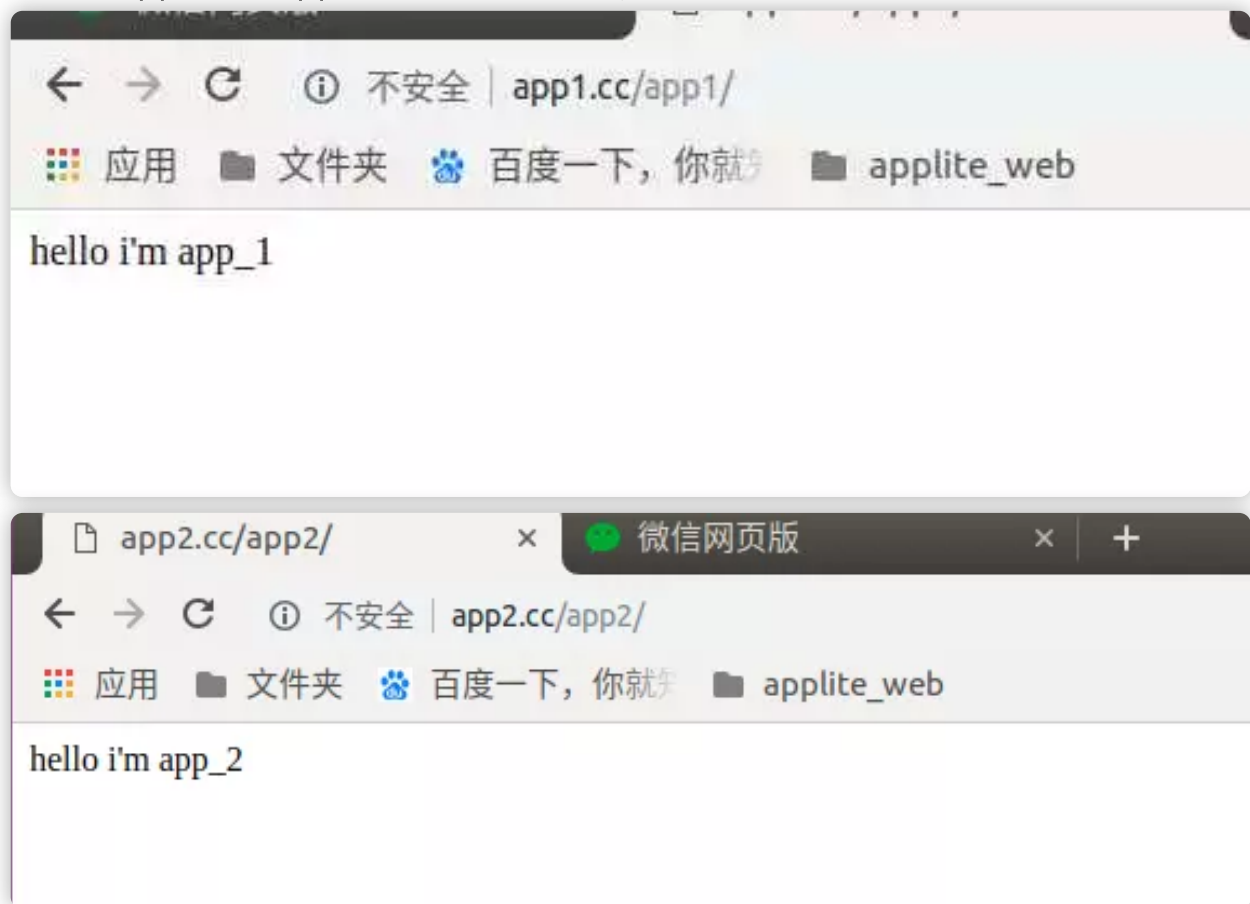 不安全 app1.cc/app1/
应用 文件夹 百度一下，你就 applite_web
hello i'm app_1
app2.cc/app2/ 微信网页版
不安全 app2.cc/app2/
应用 文件夹 百度一下，你就知 applite_web
hello i'm app_2